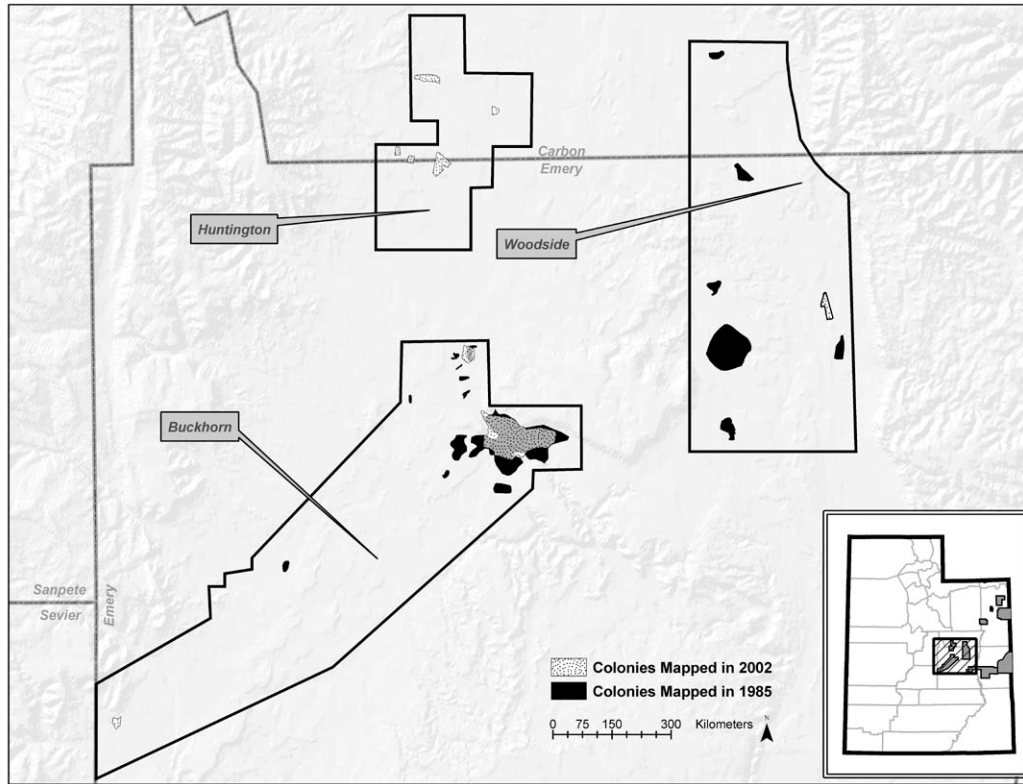 Carbon
Emery
Huntington
Woodside
Buckhorn
Sanpete
Sevier
Emery
Colonies Mapped in 2002
Colonies Mapped in 1985
0 75 150 300 Kilometers
N